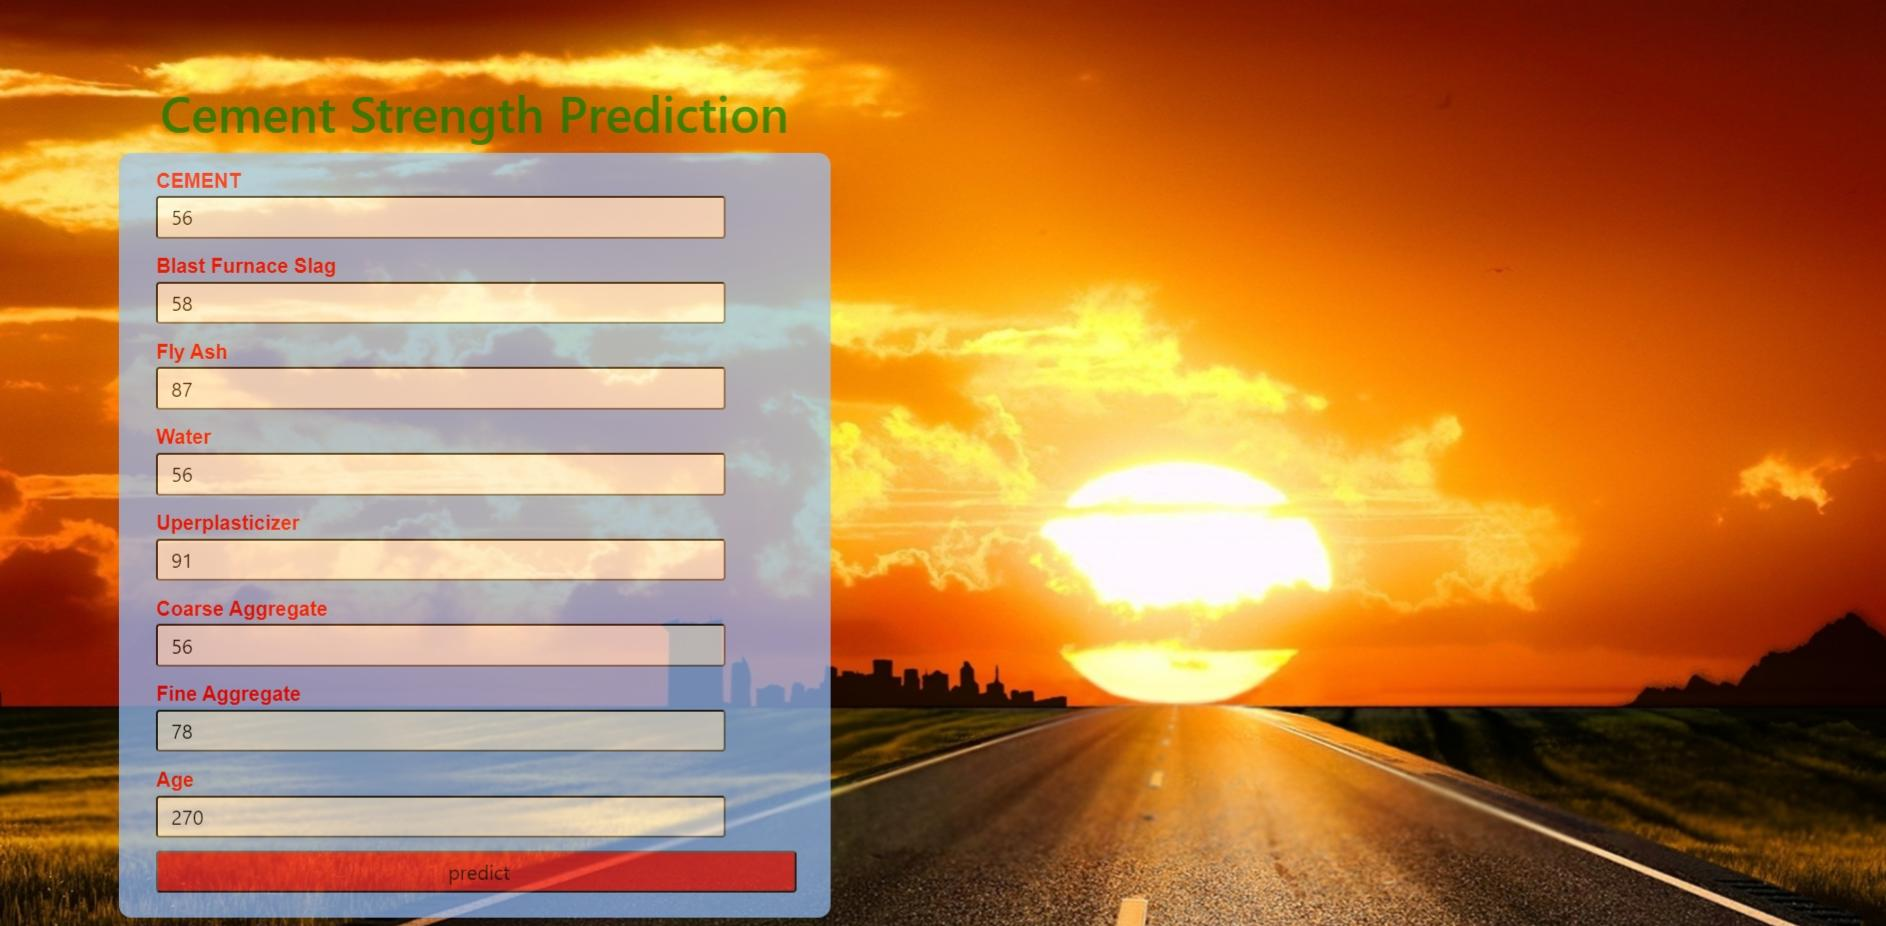 Cement Strength Prediction
CEMENT
56
Blast Furnace Slag
58
Fly Ash
87
Water
56
Uperplasticizer
91
Coarse Aggregate
56
Fine Aggregate
78
Age
270
predict